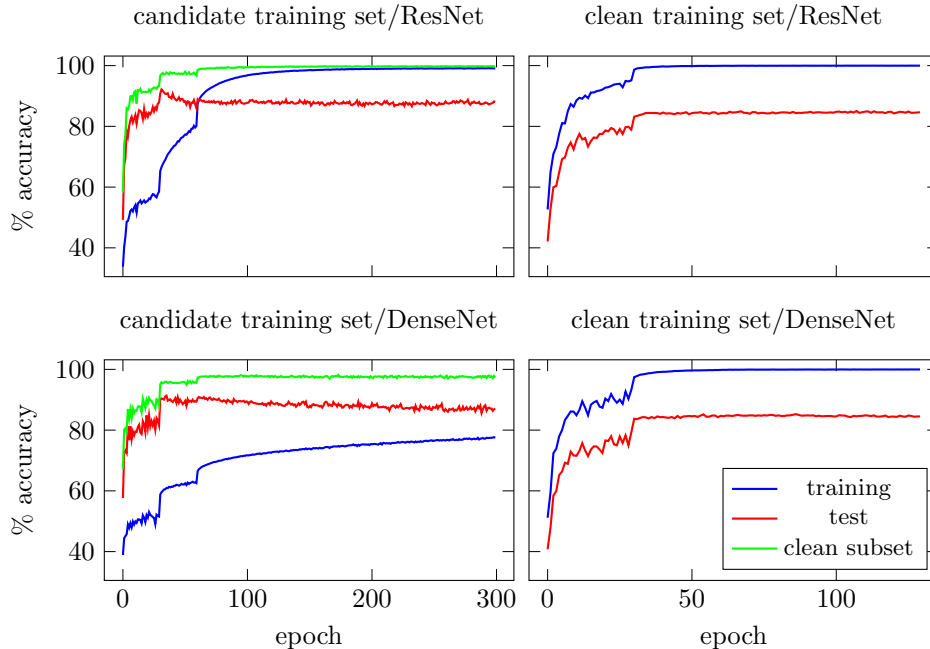 candidate training set/ResNet
clean training set/ResNet
100
80
60
40
% accuracy
candidate training set/DenseNet
clean training set/DenseNet
100
80
60
40
% accuracy
0 100 200 300
epoch
0 50 100
epoch
training
test
clean subset